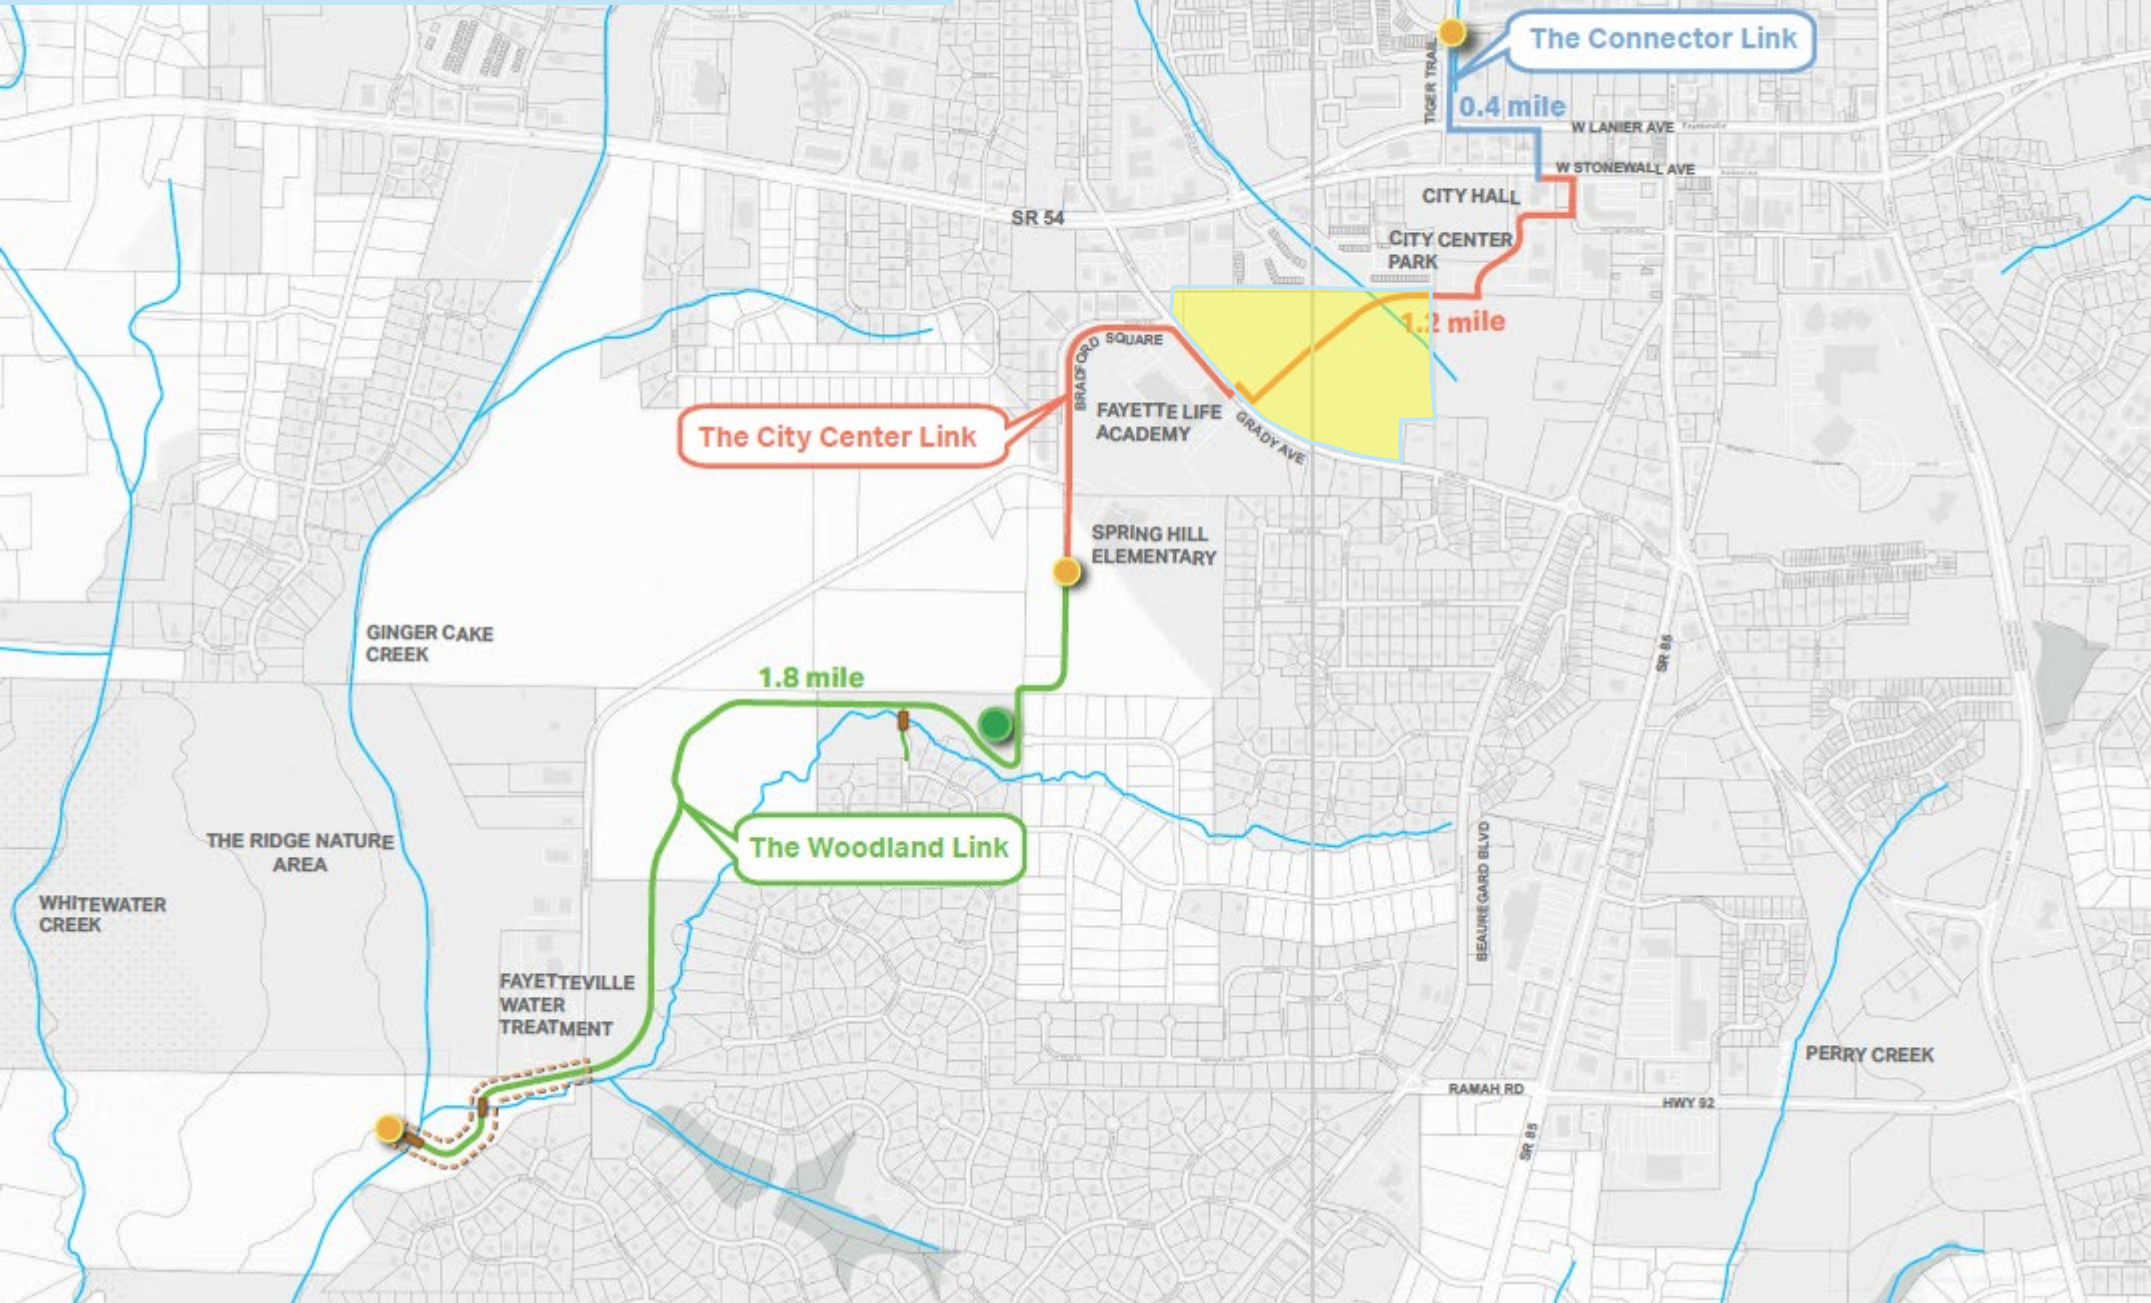 The Connector Link
TIGER TRAIL
0.4 mile
W LANIER AVE
W STONEWALL AVE
CITY HALL
SR 54
CITY CENTER
PARK
1.2 mile
BRADFORD SQUARE
FAYETTE LIFE
ACADEMY
GRADY AVE
The City Center Link
SPRING HILL
ELEMENTARY
GINGER CAKE
CREEK
SR 85
1.8 mile
THE RIDGE NATURE
AREA
The Woodland Link
WHITEWATER
CREEK
BEAUREGARD BLVD
FAYETTEVILLE
WATER
TREATMENT
PERRY CREEK
RAMAH RD
HWY 92
SR 85